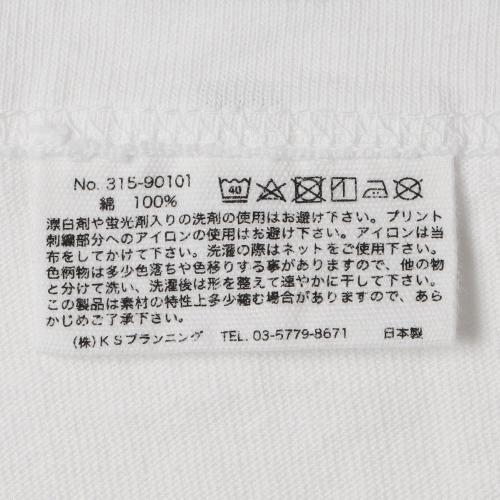 No. 315-90101
綿 100%
40
漂白剤や蛍光剤入りの洗剤の使用はお避け下さい。プリント
刺繍部分へのアイロンの使用はお避け下さい。アイロンは当
布をしてかけて下さい。洗濯の際はネットをご使用下さい。
色柄物は多少色落ちや色移りする事がありますので、他の物
と分けて洗い、洗濯後は形を整えて速やかに干して下さい。
この製品は素材の特性上多少縮む場合がありますので、あら
かじめご了承下さい。
(株)KSプランニング TEL. 03-5779-8671 日本製